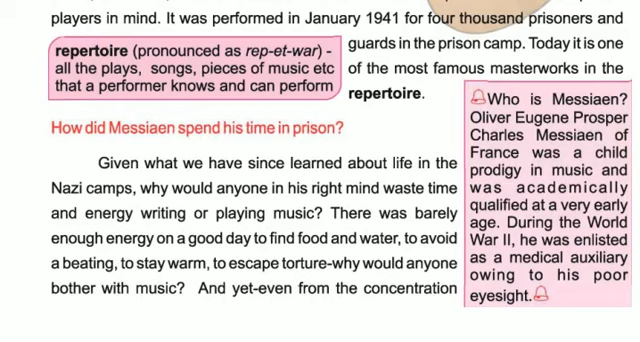 players in mind. It was performed in January 1941 for four thousand prisoners and
guards in the prison camp. Today it is one
of the most famous masterworks in the
repertoire.
repertoire (pronounced as rep-et-war) -
all the plays, songs, pieces of music etc
that a performer knows and can perform
How did Messiaen spend his time in prison?
Given what we have since learned about life in the
Nazi camps, why would anyone in his right mind waste time
and energy writing or playing music? There was barely
enough energy on a good day to find food and water, to avoid
a beating, to stay warm, to escape torture-why would anyone
bother with music? And yet-even from the concentration
Who is Messiaen?
Oliver Eugene Prosper
Charles Messiaen of
France was a child
prodigy in music and
was academically
qualified at a very early
age. During the World
War II, he was enlisted
as a medical auxiliary
owing to his poor
eyesight.